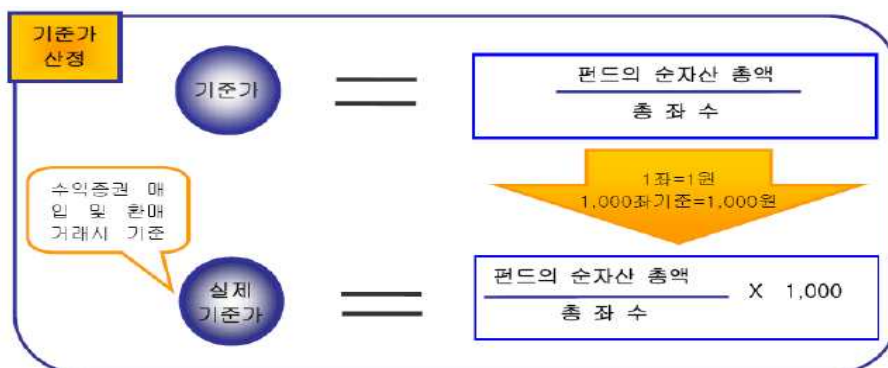 기준가
산정
기준가
펀드의 순자산 총액
총 좌 수
1좌=1원
1,000좌기준=1,000원
수익증권 매
입 및 환매
거래시 기준
실제
기준가
펀드의 순자산 총액
총 좌 수
X 1,000